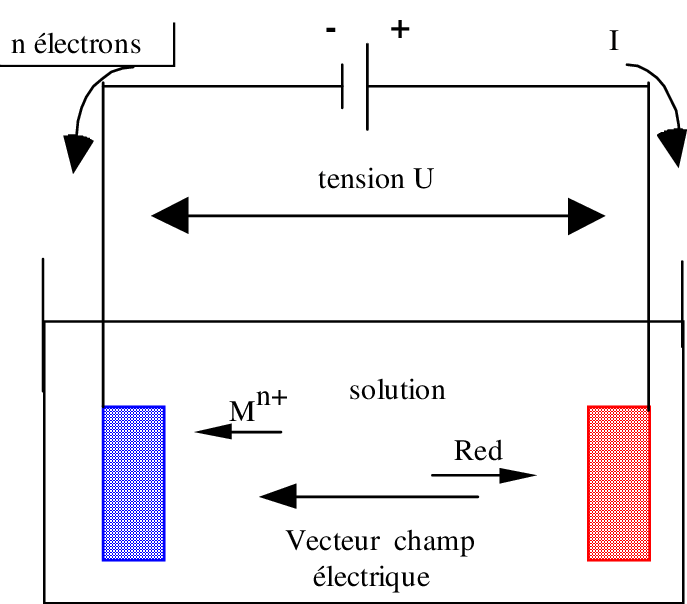 n électrons
- +
I
tension U
Mn+
solution
Red
Vecteur champ
électrique